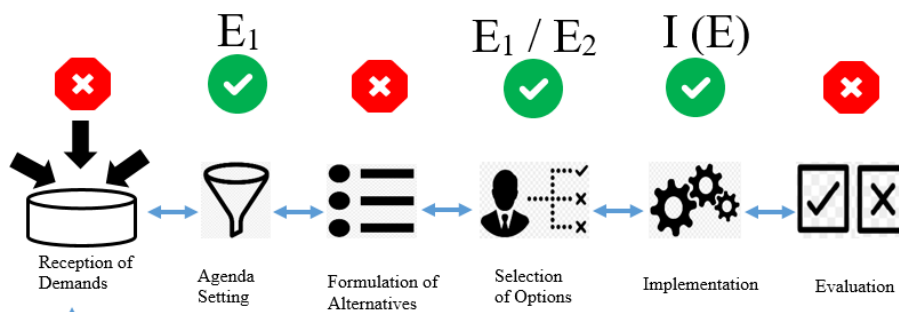 E₁
E₁ / E₂
I (E)
Reception of
Demands
Agenda
Setting
Formulation of
Alternatives
Selection
of Options
Implementation
Evaluation